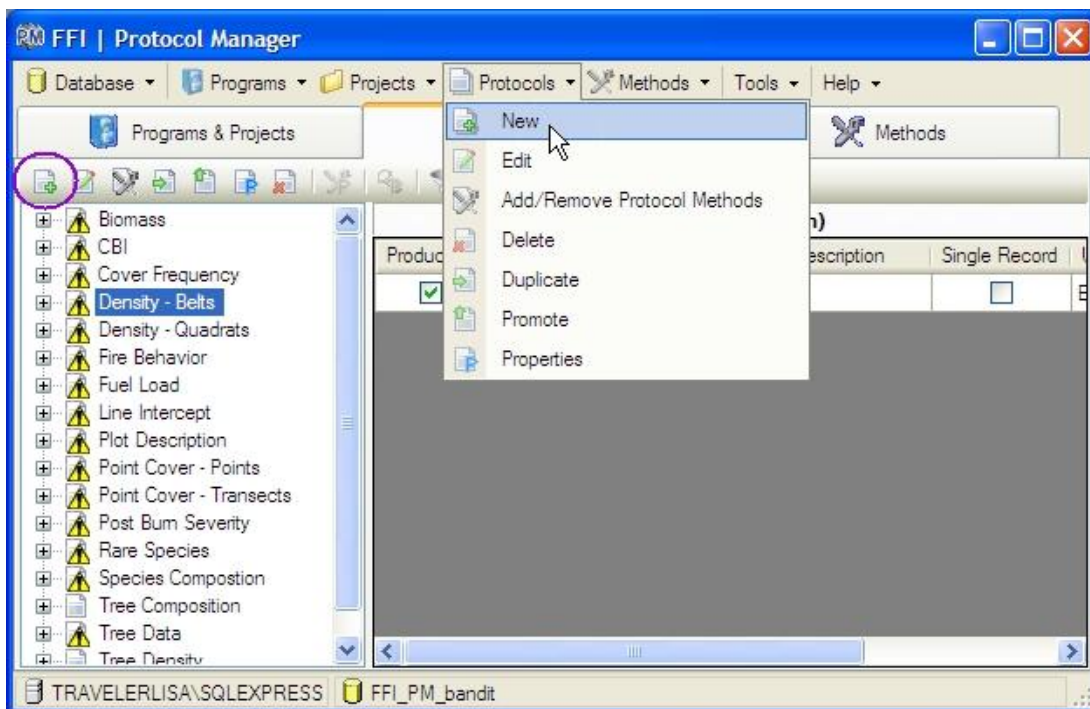 FFI | Protocol Manager
Database Programs Projects Protocols Methods Tools Help
Programs & Projects
Methods
New
Edit
Add/Remove Protocol Methods
Delete
Duplicate
Promote
Properties
Biomass
CBI
Cover Frequency
Density - Belts
Density - Quadrats
Fire Behavior
Fuel Load
Line Intercept
Plot Description
Point Cover - Points
Point Cover - Transects
Post Burn Severity
Rare Species
Species Compostion
Tree Composition
Tree Data
Tree Density
Single Record
TRAVELERLISA\SQLEXPRESS FFI_PM_bandit